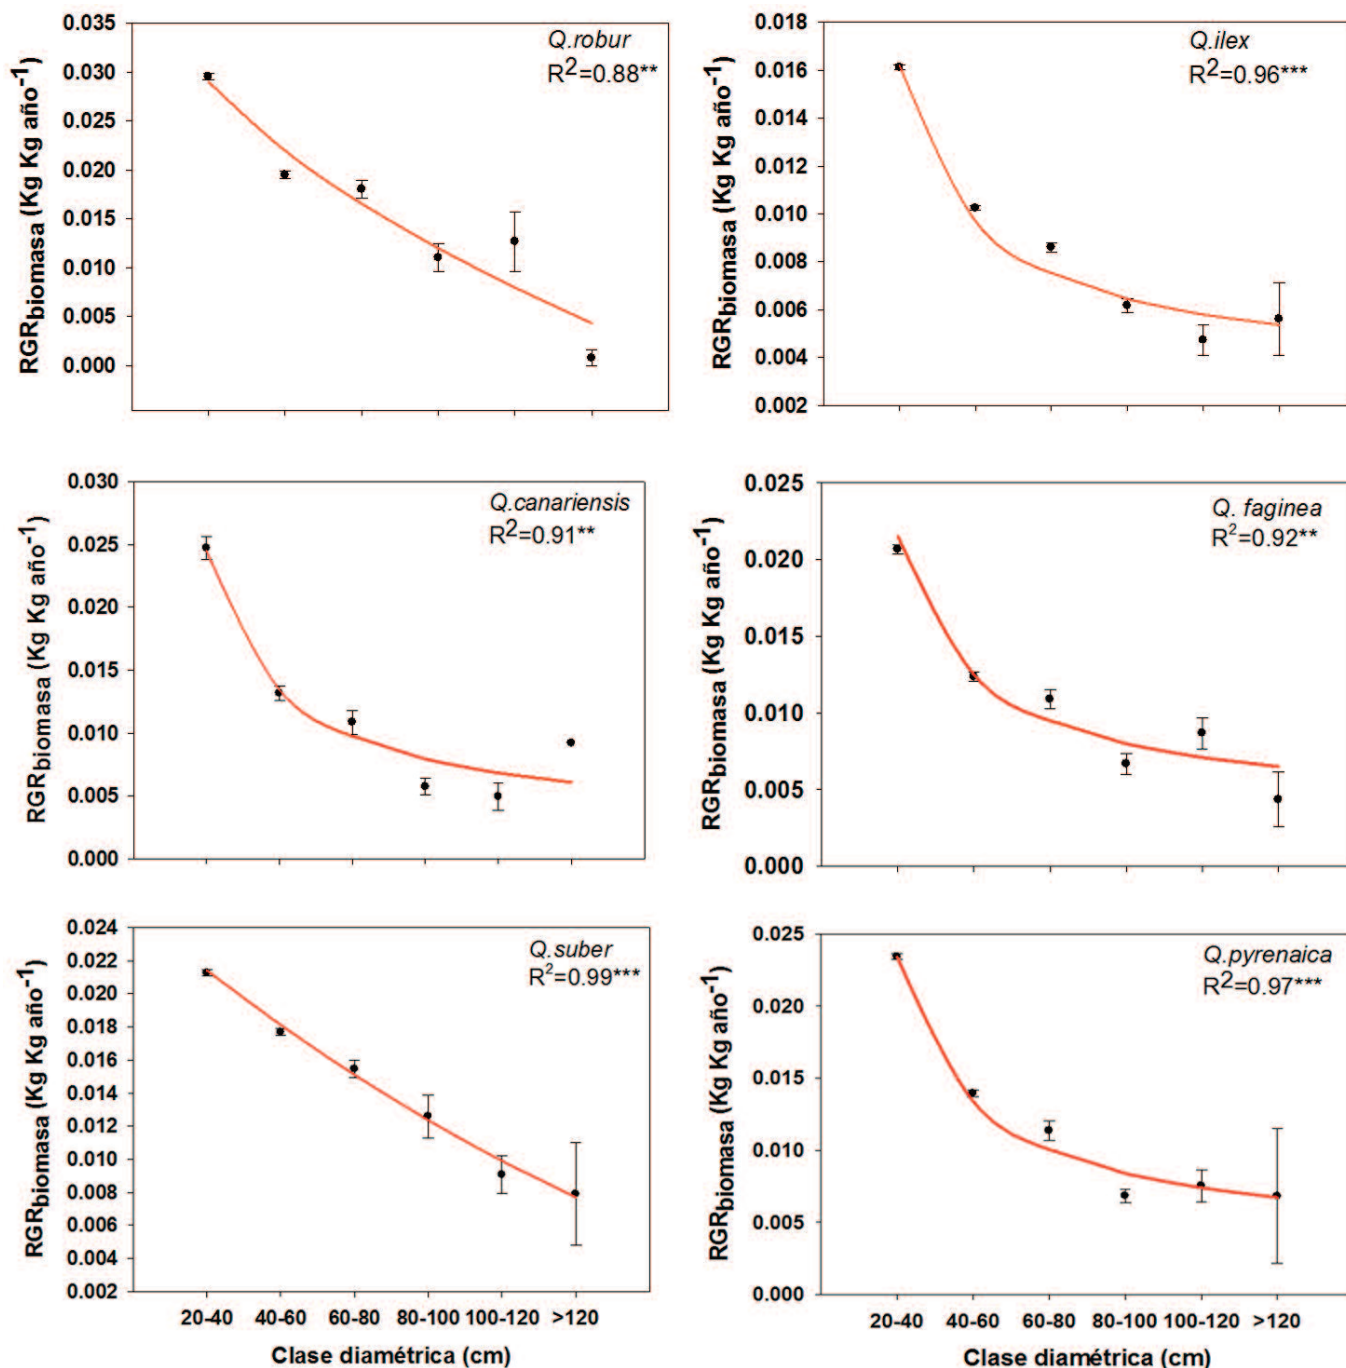 Q.robur
R²=0.88**
RGRbiomasa (Kg Kg año-1)
0.035
0.030
0.025
0.020
0.015
0.010
0.005
0.000
Q.ilex
R²=0.96***
RGRbiomasa (Kg Kg año-1)
0.018
0.016
0.014
0.012
0.010
0.008
0.006
0.004
0.002
Q.canariensis
R²=0.91**
RGRbiomasa (Kg Kg año-1)
0.030
0.025
0.020
0.015
0.010
0.005
0.000
Q. faginea
R²=0.92**
RGRbiomasa (Kg Kg año-1)
0.025
0.020
0.015
0.010
0.005
0.000
Q.suber
R²=0.99***
RGRbiomasa (Kg Kg año-1)
0.024
0.022
0.020
0.018
0.016
0.014
0.012
0.010
0.008
0.006
0.004
0.002
20-40 40-60 60-80 80-100 100-120 >120
Clase diamétrica (cm)
Q.pyrenaica
R²=0.97***
RGRbiomasa (Kg Kg año-1)
0.025
0.020
0.015
0.010
0.005
0.000
20-40 40-60 60-80 80-100 100-120 >120
Clase diamétrica (cm)